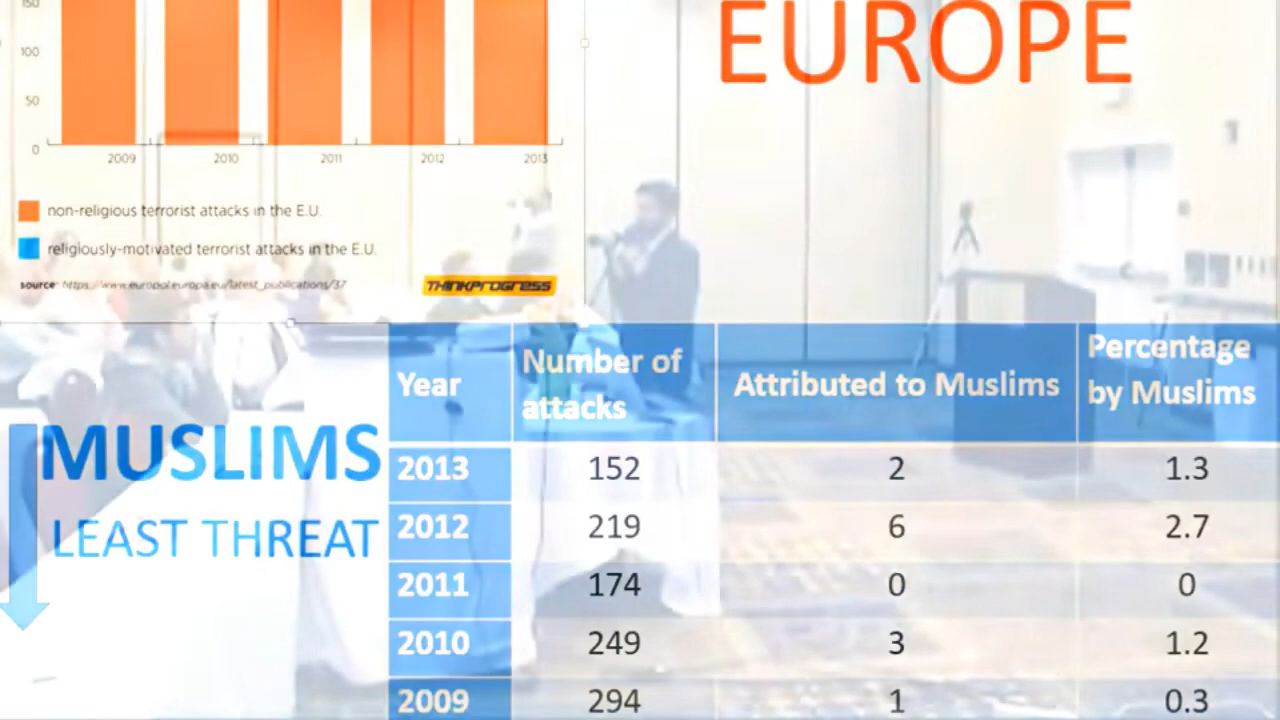 150
EUROPE
100
50
0
2009 2010 2011 2012 2013
non-religious terrorist attacks in the E.U.
religiously-motivated terrorist attacks in the E.U.
source: https://www.europol.europa.eu/latest_publications/37
THINKPROGRESS
Year Number of attacks Attributed to Muslims Percentage by Muslims
MUSLIMS
LEAST THREAT
2013 152 2 1.3
2012 219 6 2.7
2011 174 0 0
2010 249 3 1.2
2009 294 1 0.3